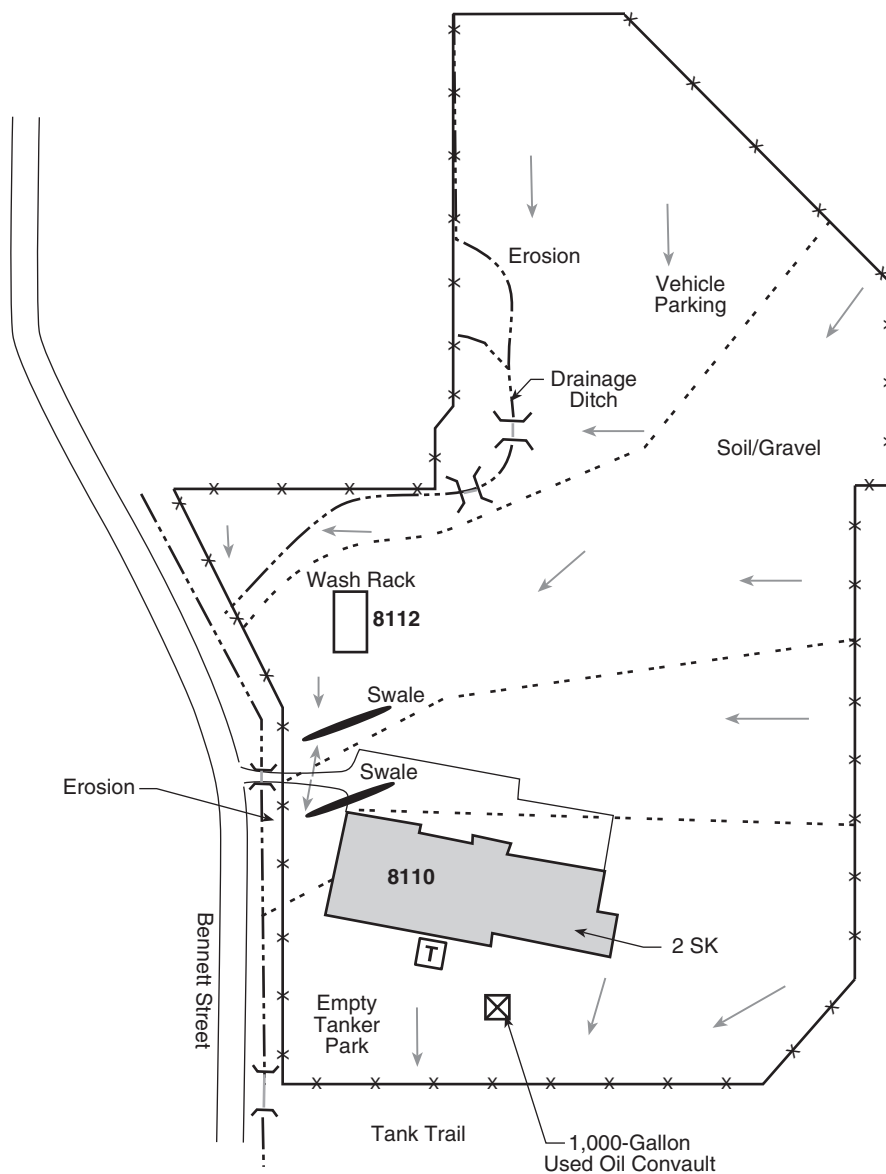 Erosion
Vehicle
Parking
Drainage
Ditch
Soil/Gravel
Wash Rack
8112
Swale
Swale
Erosion
8110
Bennett Street
2 SK
T
Empty
Tanker
Park
Tank Trail
1,000-Gallon
Used Oil Convault